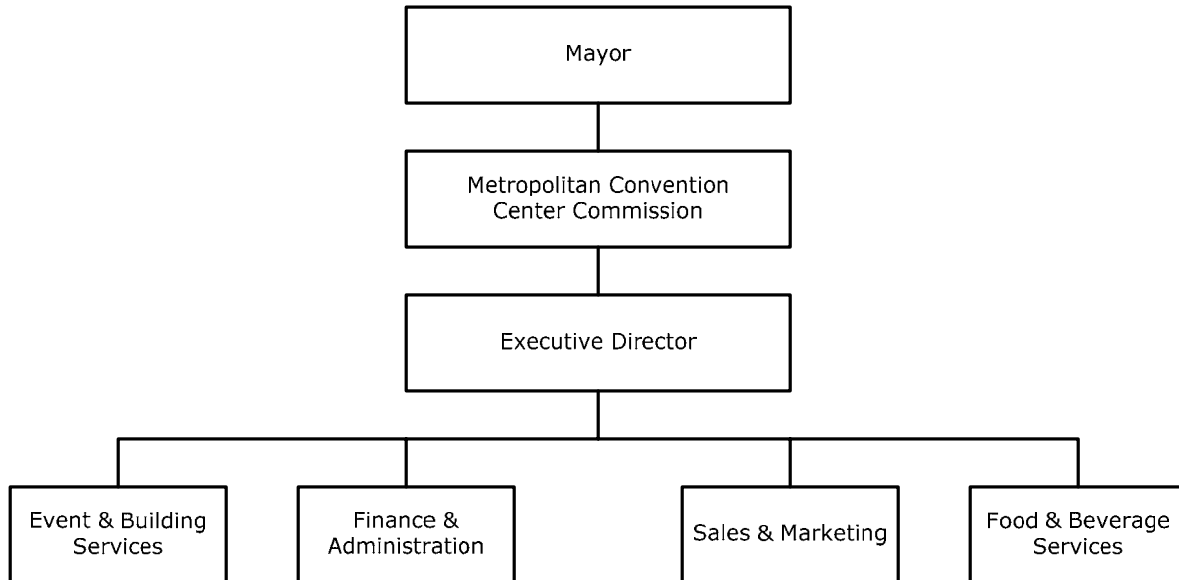 Mayor
Metropolitan Convention
Center Commission
Executive Director
Event & Building
Services
Finance &
Administration
Sales & Marketing
Food & Beverage
Services